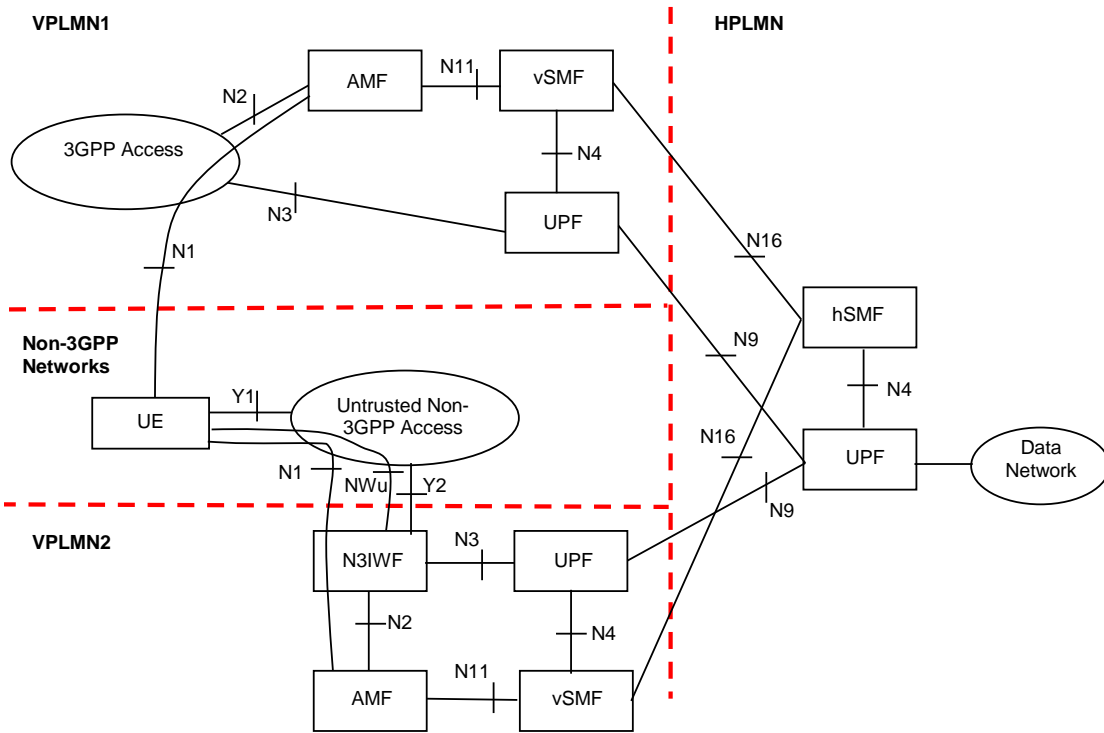 VPLMN1
HPLMN
AMF
N11
vSMF
N2
3GPP Access
N4
N3
UPF
N1
N16
hSMF
N9
Non-3GPP
Networks
N4
Y1
Untrusted Non-
3GPP Access
UE
N16
UPF
Data
Network
N1
NWu
Y2
N9
VPLMN2
N3
N3IWF
UPF
N2
N4
N11
AMF
vSMF